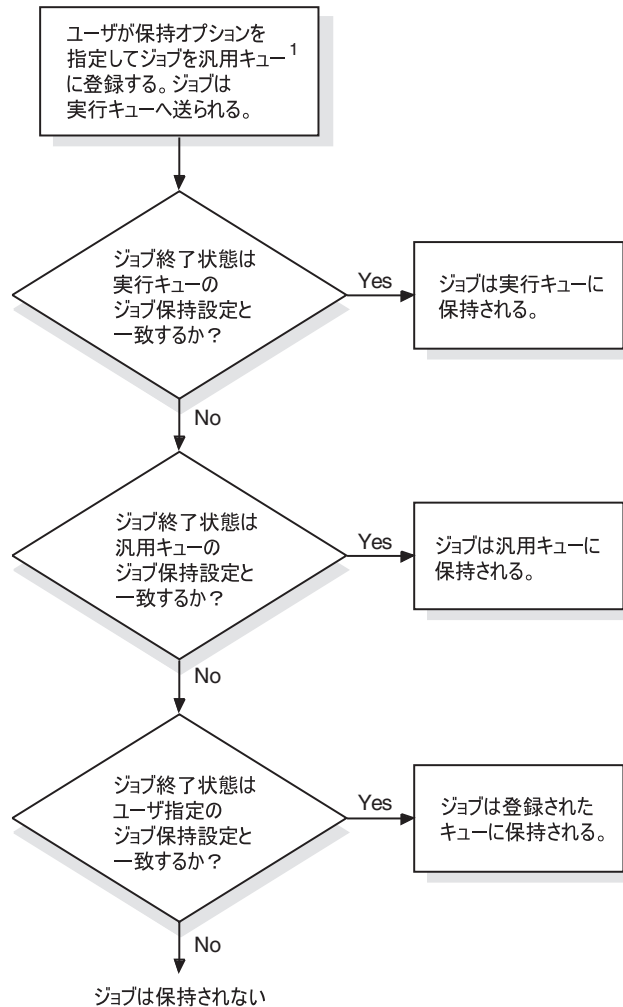 ユーザが保持オプションを
指定してジョブを汎用キュー1
に登録する。ジョブは
実行キューへ送られる。
ジョブ終了状態は
実行キューの
ジョブ保持設定と
一致するか？
Yes
ジョブは実行キューに
保持される。
No
ジョブ終了状態は
汎用キューの
ジョブ保持設定と
一致するか？
Yes
ジョブは汎用キューに
保持される。
No
ジョブ終了状態は
ユーザ指定の
ジョブ保持設定と
一致するか？
Yes
ジョブは登録された
キューに保持される。
No
ジョブは保持されない